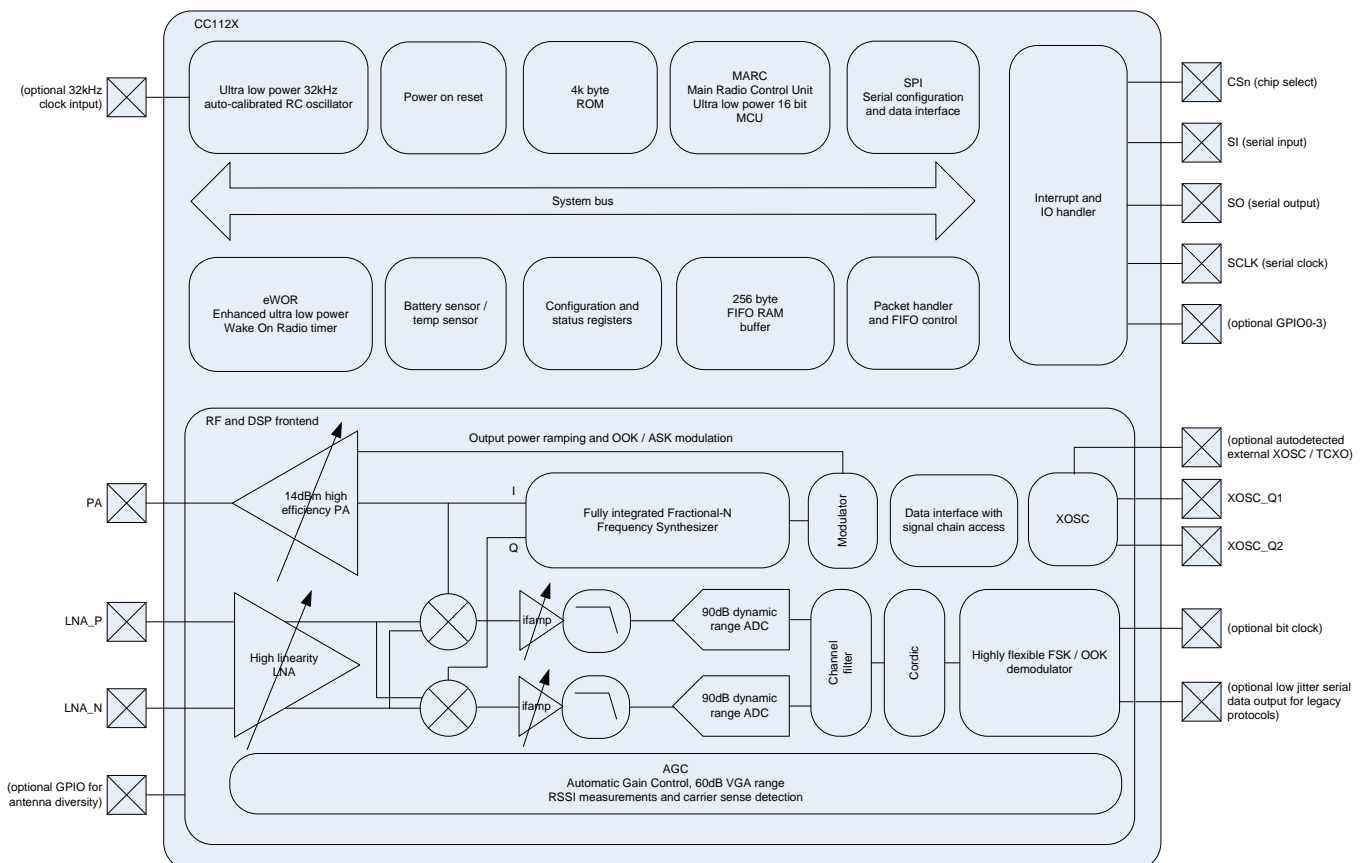 CC112X
(optional 32kHz
clock intput)
Ultra low power 32kHz
auto-calibrated RC oscillator
Power on reset
4k byte
ROM
MARC
Main Radio Control Unit
Ultra low power 16 bit
MCU
SPI
Serial configuration
and data interface
System bus
Interrupt and
IO handler
CSn (chip select)
SI (serial input)
SO (serial output)
SCLK (serial clock)
(optional GPIO0-3)
eWOR
Enhanced ultra low power
Wake On Radio timer
Battery sensor /
temp sensor
Configuration and
status registers
256 byte
FIFO RAM
buffer
Packet handler
and FIFO control
RF and DSP frontend
Output power ramping and OOK / ASK modulation
PA
14dBm high
efficiency PA
I
Q
Fully integrated Fractional-N
Frequency Synthesizer
Modulator
Data interface with
signal chain access
XOSC
(optional autodetected
external XOSC / TCXO)
XOSC_Q1
XOSC_Q2
LNA_P
LNA_N
High linearity
LNA
ifamp
90dB dynamic
range ADC
ifamp
90dB dynamic
range ADC
Channel
filter
Cordic
Highly flexible FSK / OOK
demodulator
(optional bit clock)
(optional low jitter serial
data output for legacy
protocols)
(optional GPIO for
antenna diversity)
AGC
Automatic Gain Control, 60dB VGA range
RSSI measurements and carrier sense detection